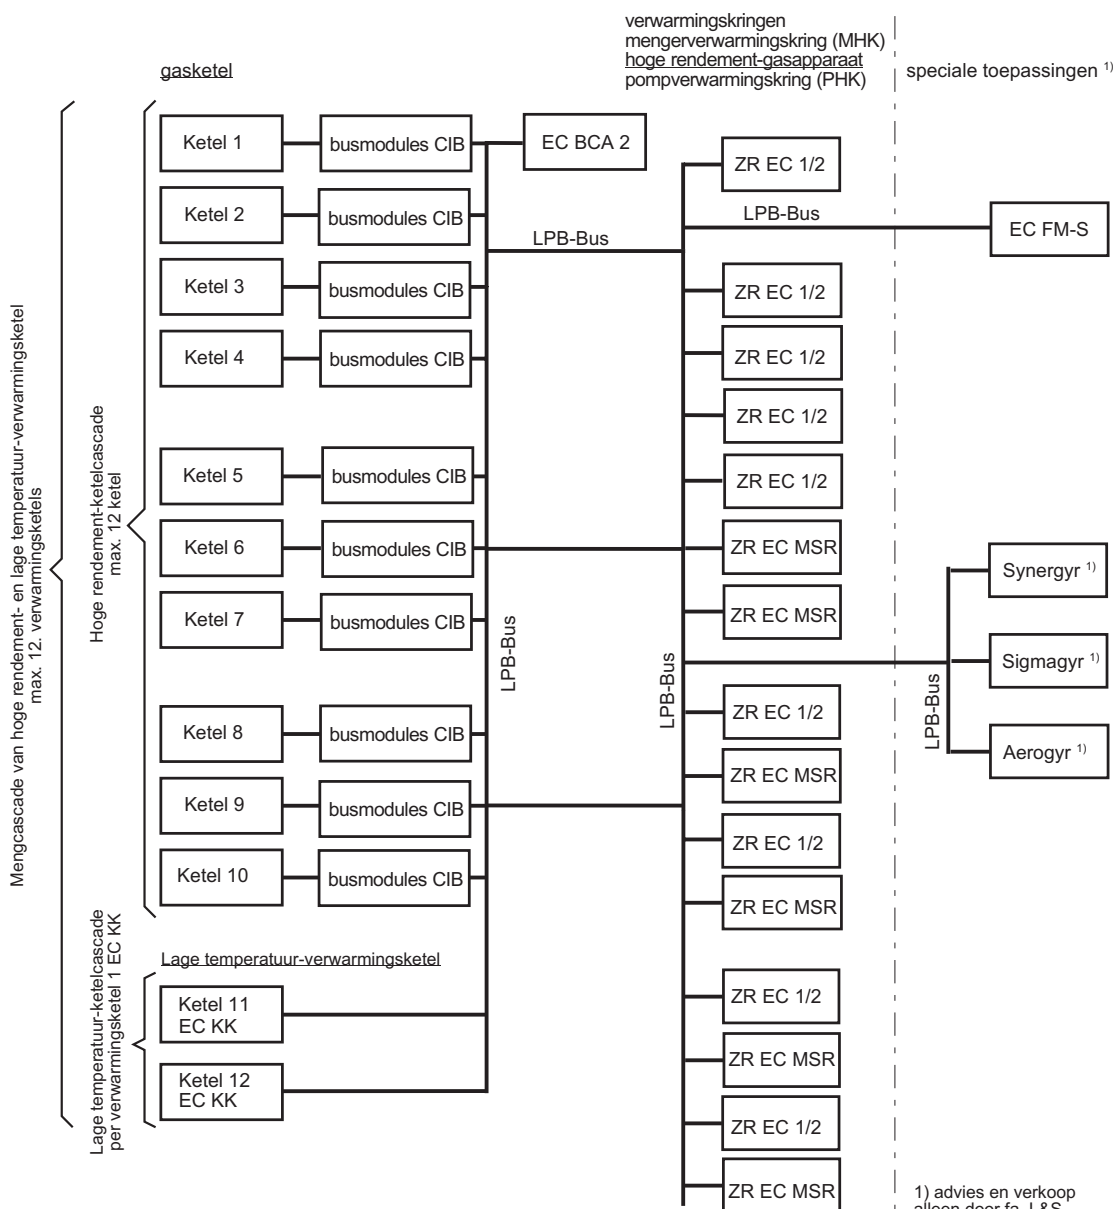 verwarmingskringen
mengerverwarmingskring (MHK)
hoge rendement-gasapparaat
pompverwarmingskring (PHK)
gasketel
speciale toepassingen 1)
Mengcascade van hoge rendement- en lage temperatuur-verwarmingsketel
max. 12. verwarmingsketels
Hoge rendement-ketelcascade
max. 12 ketel
Lage temperatuur-ketelcascade
per verwarmingsketel 1 EC KK
Ketel 1
busmodules CIB
EC BCA 2
Ketel 2
busmodules CIB
Ketel 3
busmodules CIB
Ketel 4
busmodules CIB
Ketel 5
busmodules CIB
Ketel 6
busmodules CIB
Ketel 7
busmodules CIB
Ketel 8
busmodules CIB
Ketel 9
busmodules CIB
Ketel 10
busmodules CIB
Lage temperatuur-verwarmingsketel
Ketel 11
EC KK
Ketel 12
EC KK
LPB-Bus
LPB-Bus
LPB-Bus
LPB-Bus
LPB-Bus
ZR EC 1/2
ZR EC 1/2
ZR EC 1/2
ZR EC 1/2
ZR EC 1/2
ZR EC MSR
ZR EC MSR
ZR EC 1/2
ZR EC MSR
ZR EC 1/2
ZR EC MSR
ZR EC 1/2
ZR EC MSR
ZR EC 1/2
ZR EC MSR
EC FM-S
Synergyr 1)
Sigmagyr 1)
Aerogyr 1)
1) advies en verkoop
alleen door fa. L&S